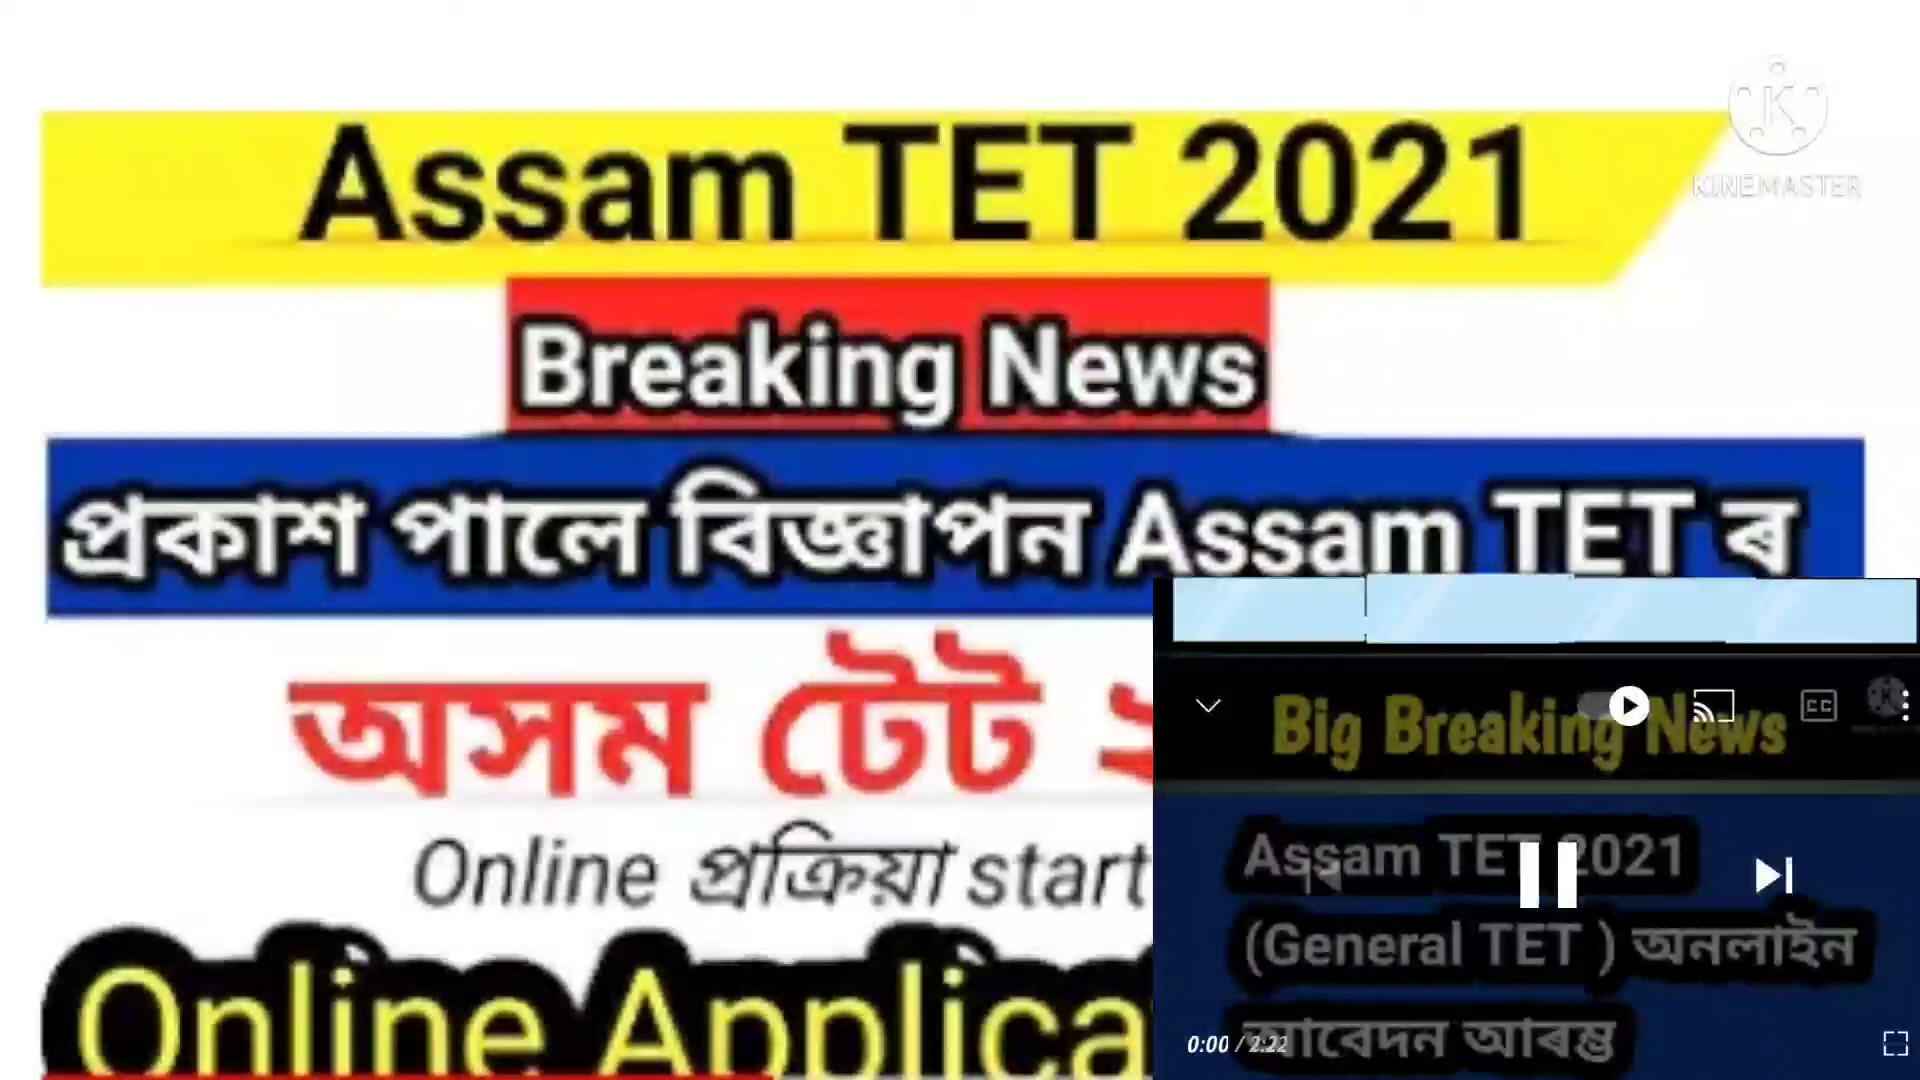 Assam TET 2021
KINEMASTER
Breaking News
প্ৰকাশ পালে বিজ্ঞাপন Assam TET ৰ
অসম টেট
Online প্ৰক্ৰিয়া start
Online Applica
Big Breaking News
Assam TET 2021
(General TET ) অনলাইন
আবেদন আৰম্ভ
0:00 / 2:22
CC